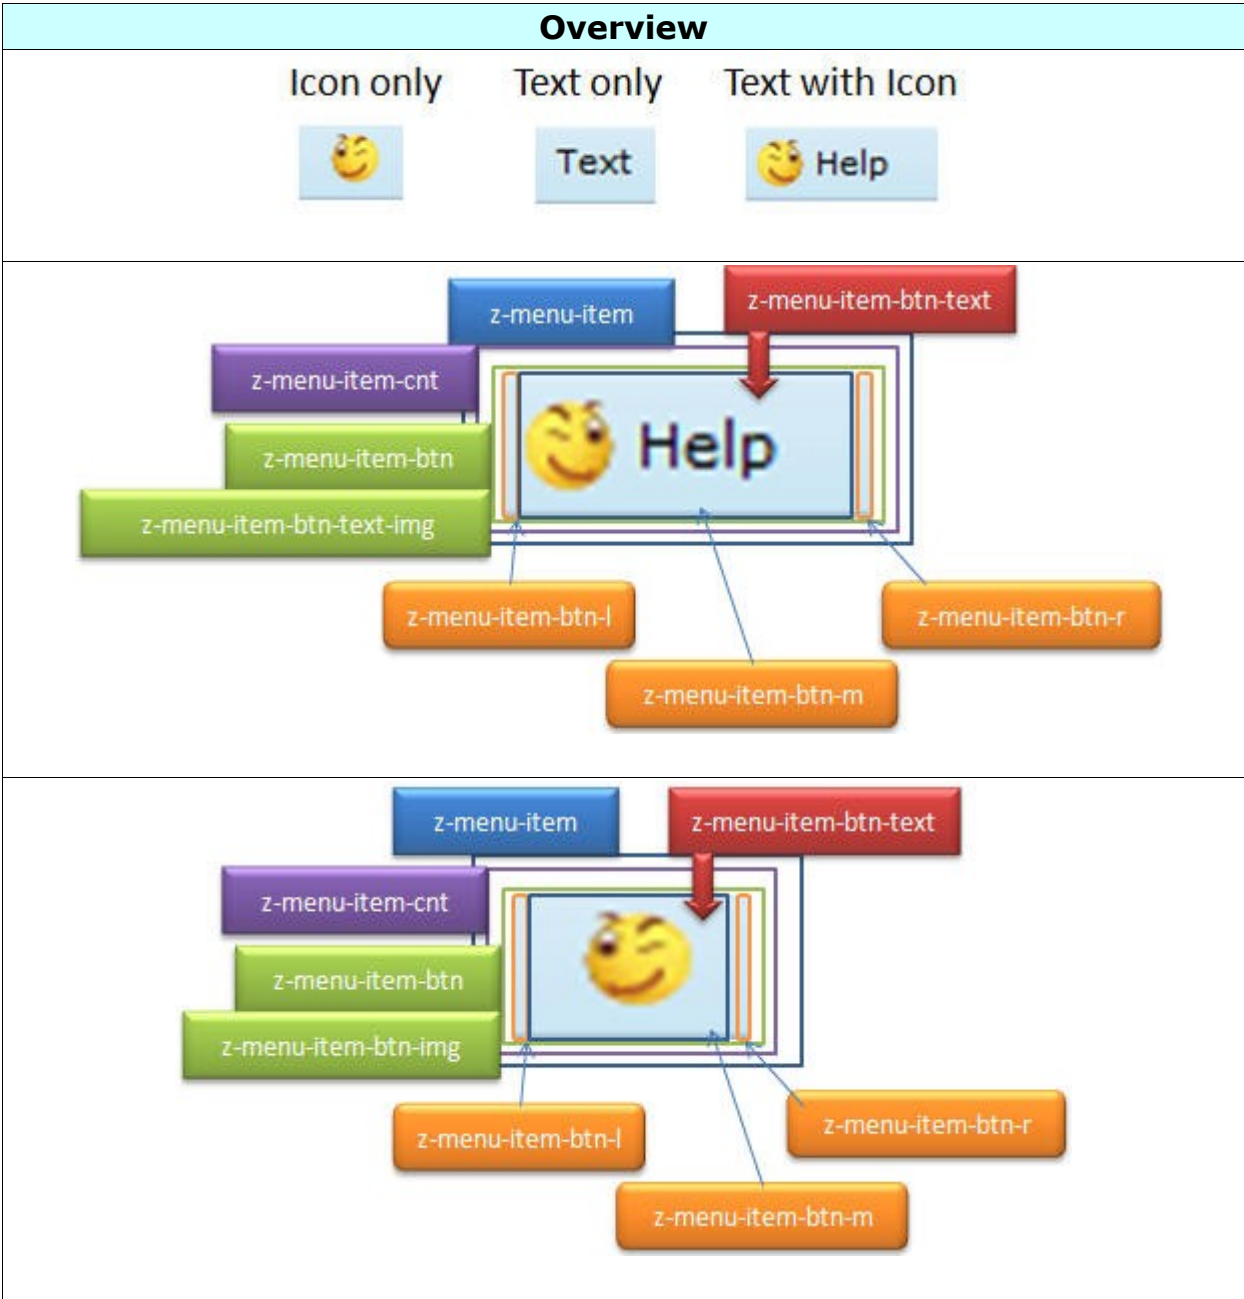 Overview
Icon only Text only Text with Icon
Text Help
z-menu-item z-menu-item-btn-text
z-menu-item-cnt
z-menu-item-btn
Help
z-menu-item-btn-text-img
z-menu-item-btn-l z-menu-item-btn-r
z-menu-item-btn-m
z-menu-item z-menu-item-btn-text
z-menu-item-cnt
z-menu-item-btn
z-menu-item-btn-img
z-menu-item-btn-l z-menu-item-btn-r
z-menu-item-btn-m